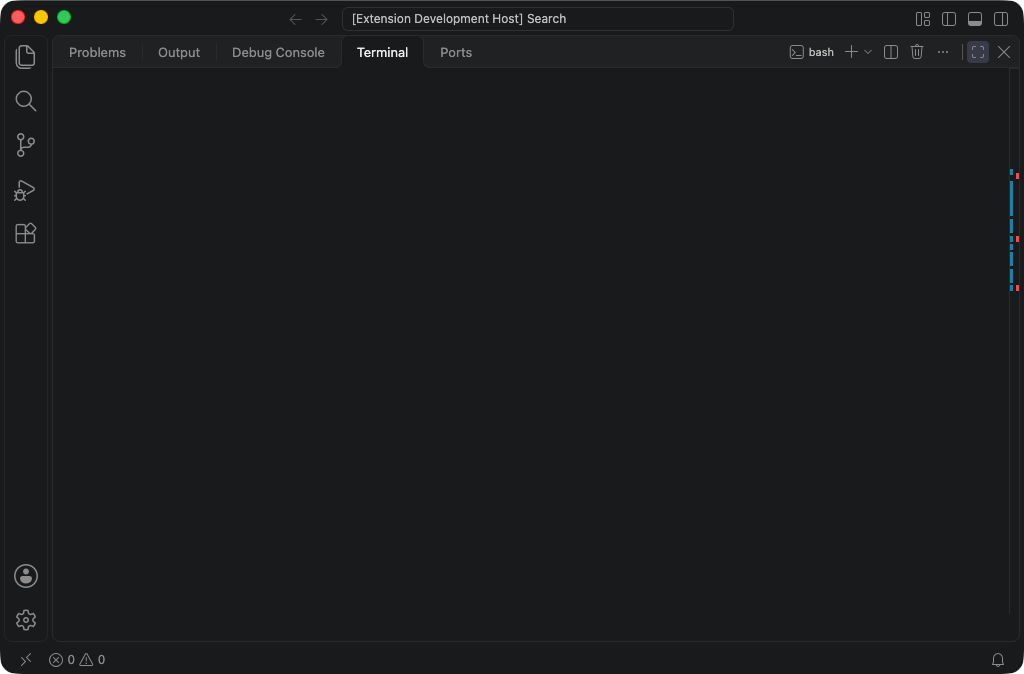 [Extension Development Host] Search
Problems
Output
Debug Console
Terminal
Ports
bash
0
0